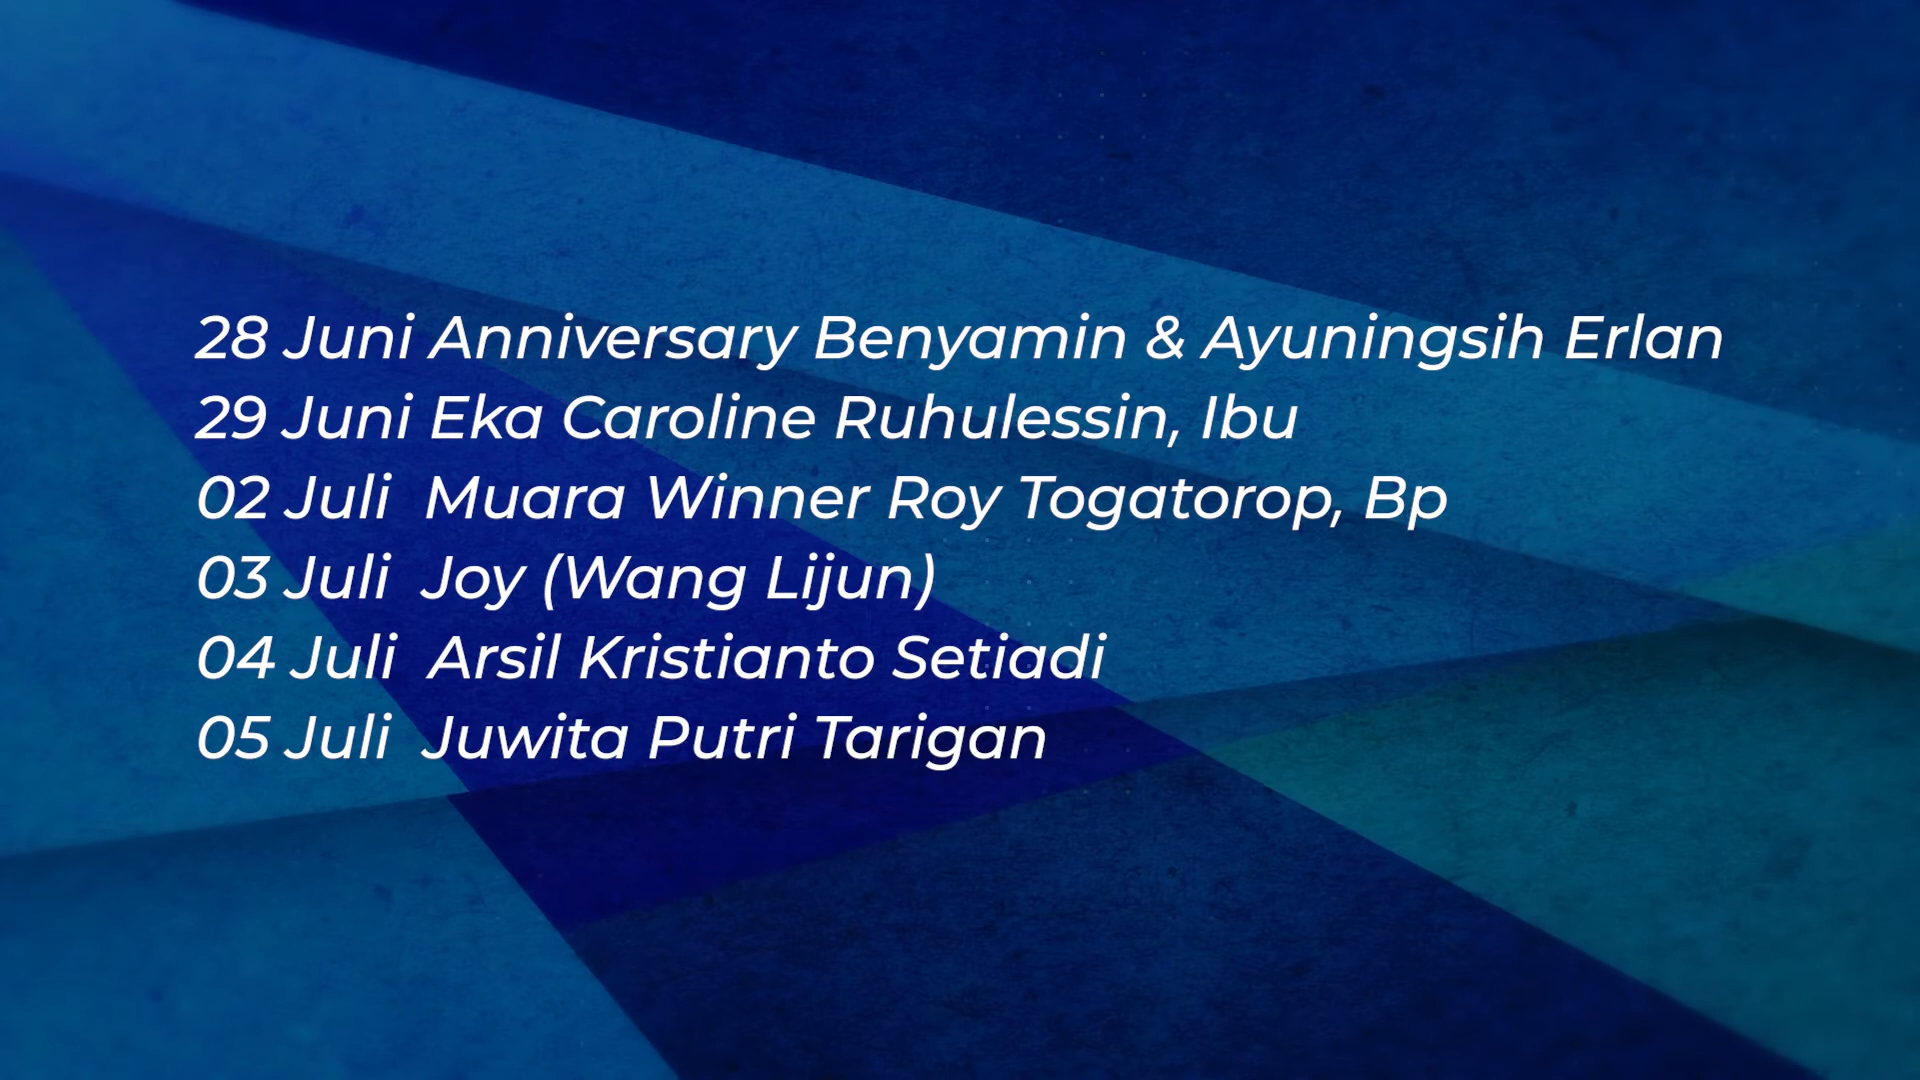 28 Juni Anniversary Benyamin & Ayuningsih Erlan
29 Juni Eka Caroline Ruhulessin, Ibu
02 Juli  Muara Winner Roy Togatorop, Bp
03 Juli  Joy (Wang Lijun)
04 Juli  Arsil Kristianto Setiadi
05 Juli  Juwita Putri Tarigan